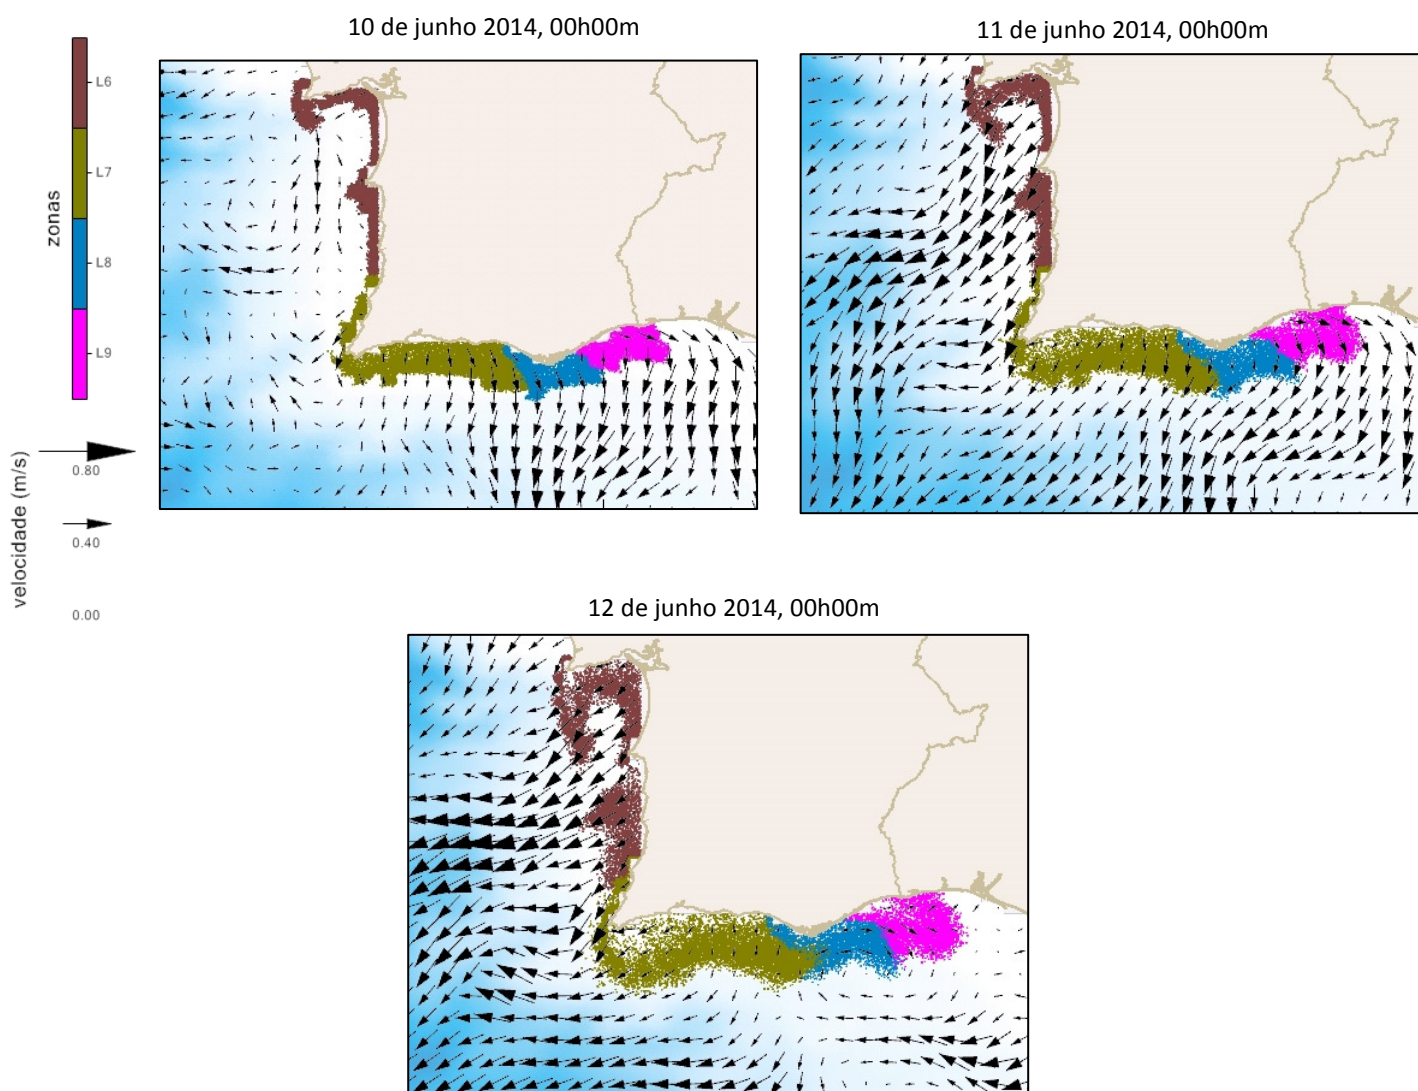 10 de junho 2014, 00h00m
11 de junho 2014, 00h00m
zonas
L6
L7
L8
L9
velocidade (m/s)
0.80
0.40
0.00
12 de junho 2014, 00h00m